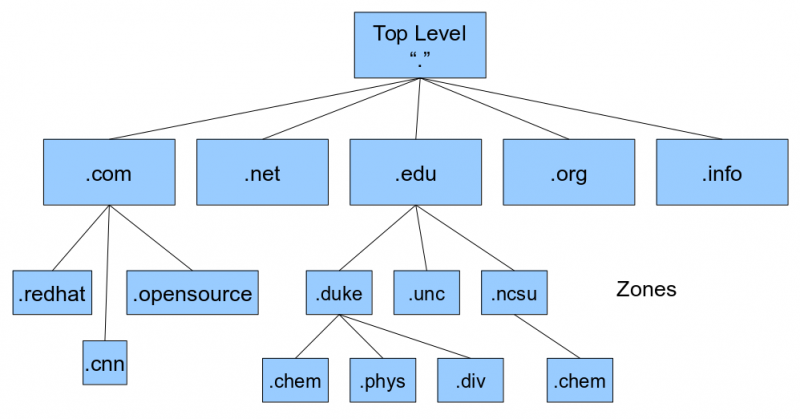 Top Level
“.”
.com
.net
.edu
.org
.info
.redhat
.opensource
.duke
.unc
.ncsu
Zones
.cnn
.chem
.phys
.div
.chem